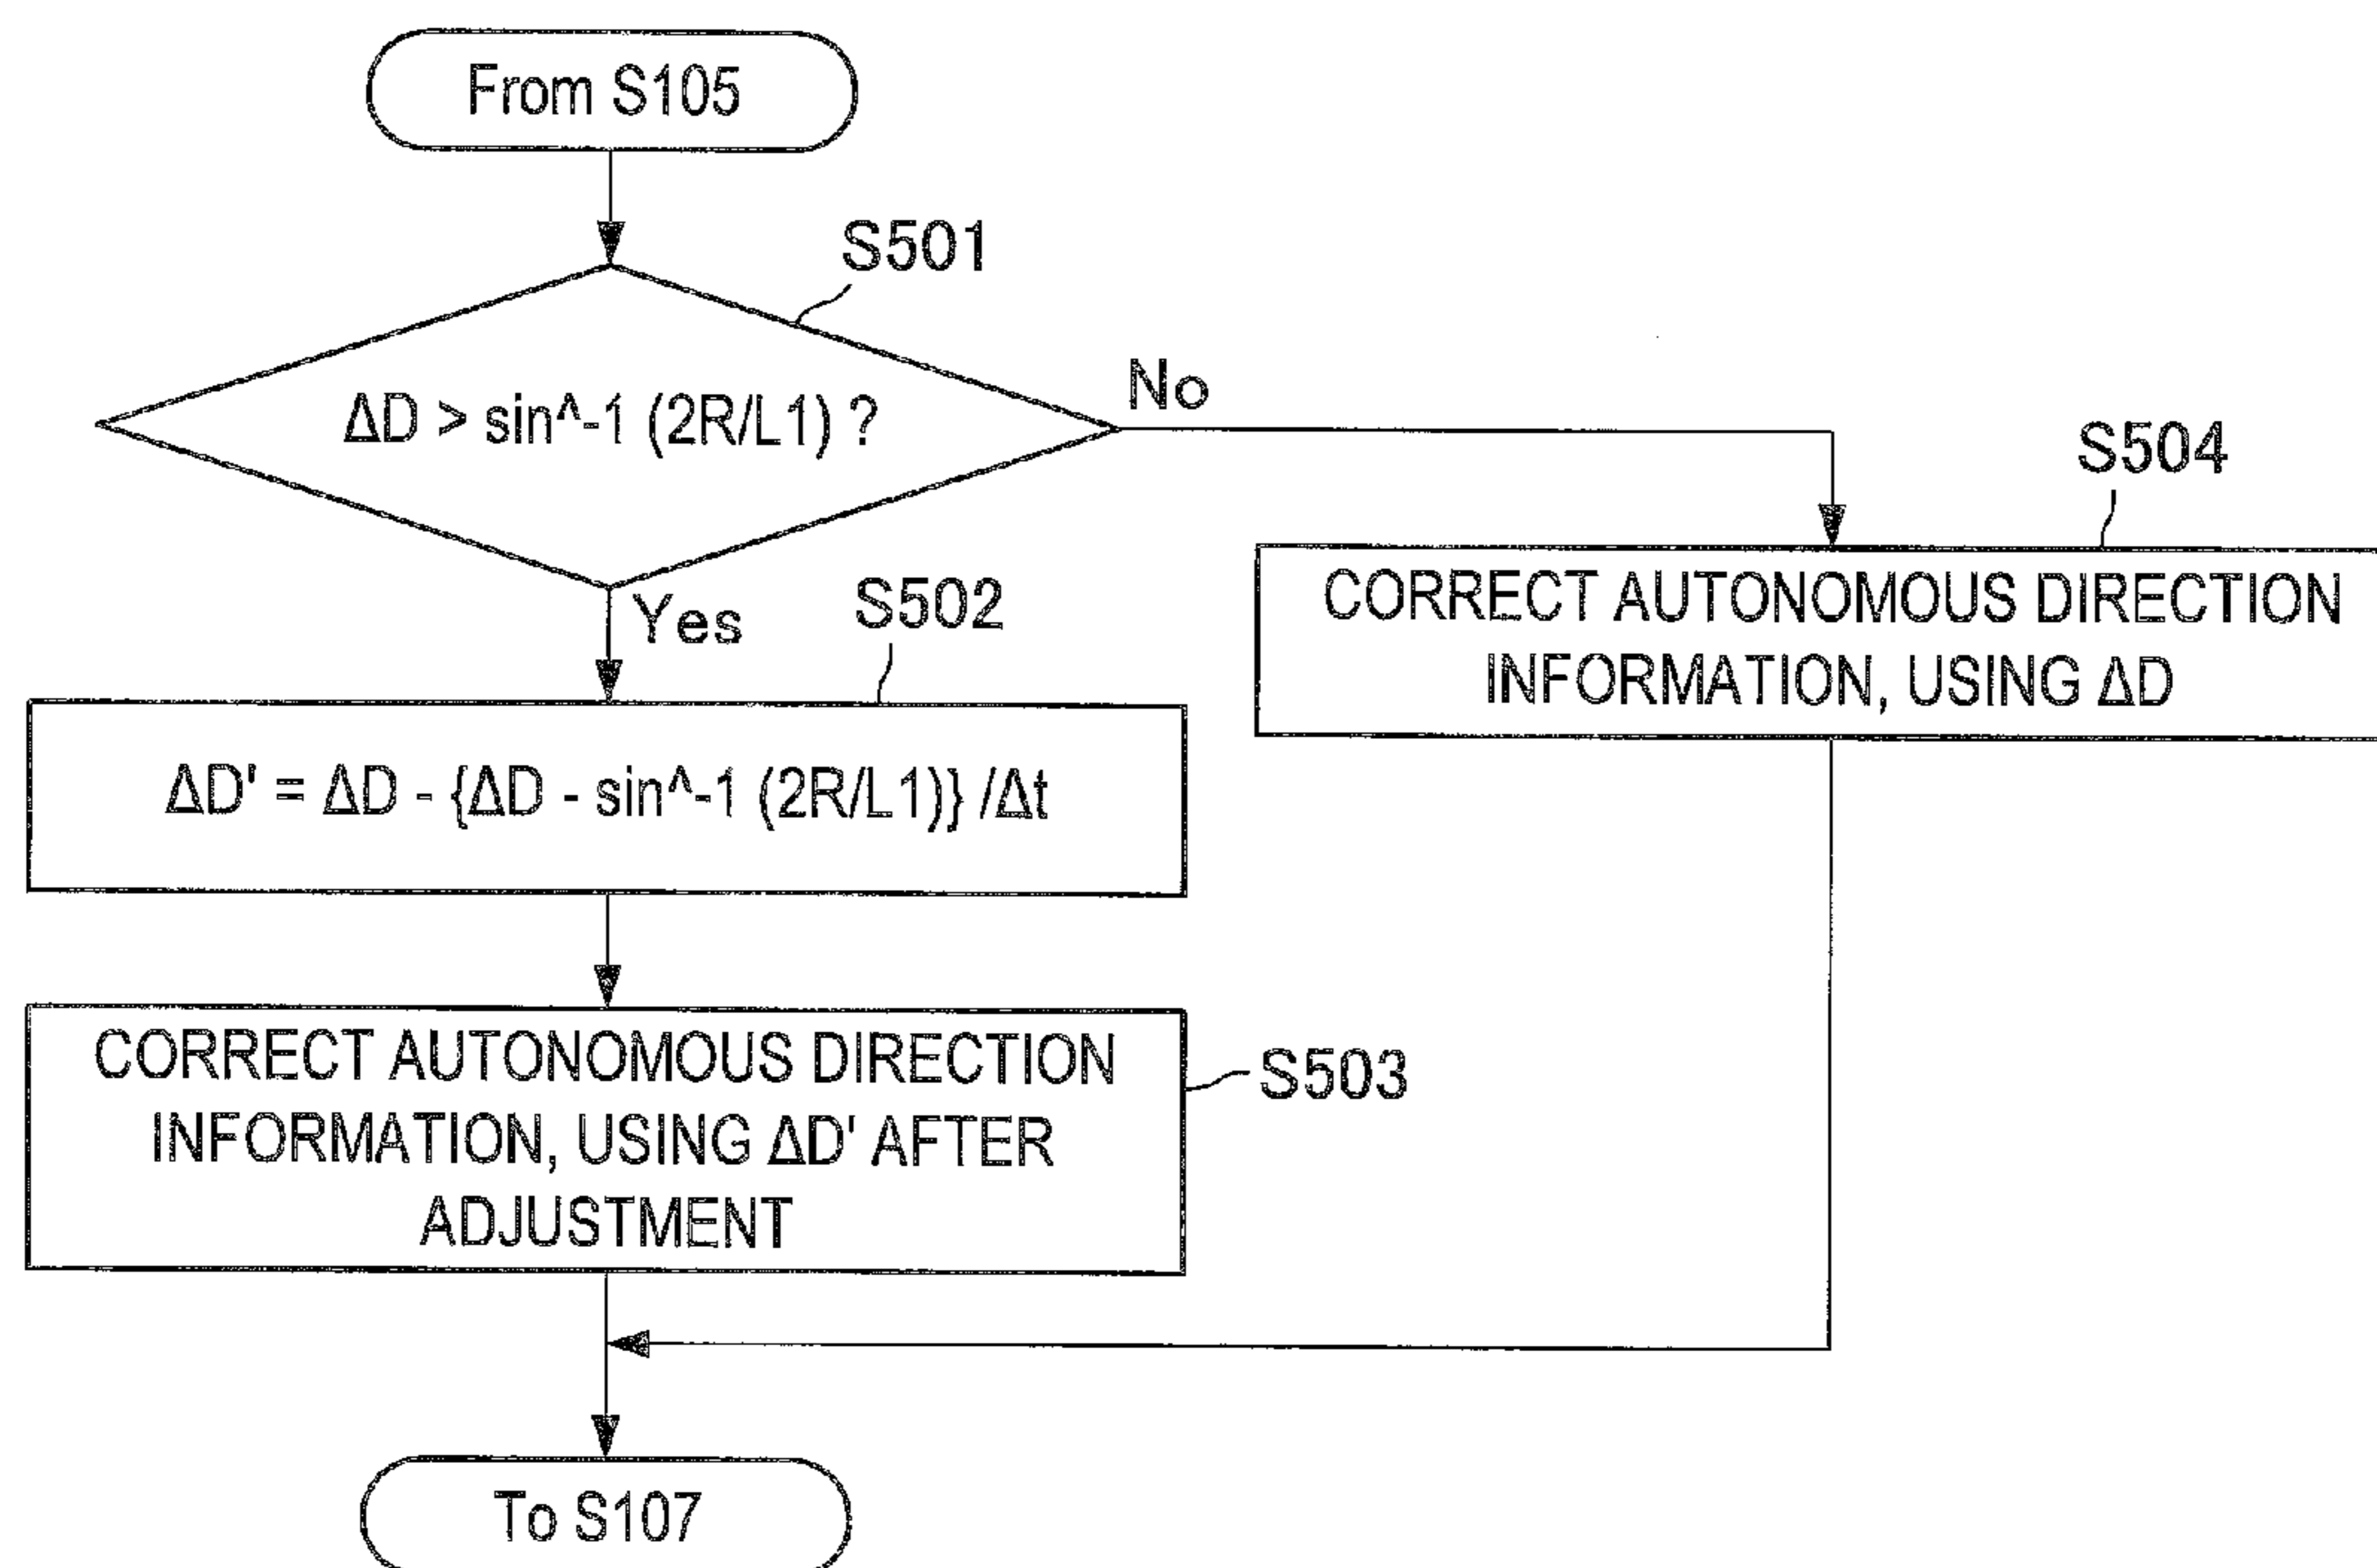 From S105
S501
ΔD > sin^-1 (2R/L1) ?
No
S504
CORRECT AUTONOMOUS DIRECTION
INFORMATION, USING ΔD
Yes
S502
ΔD' = ΔD - {ΔD - sin^-1 (2R/L1)} /Δt
CORRECT AUTONOMOUS DIRECTION
INFORMATION, USING ΔD' AFTER
ADJUSTMENT
S503
To S107